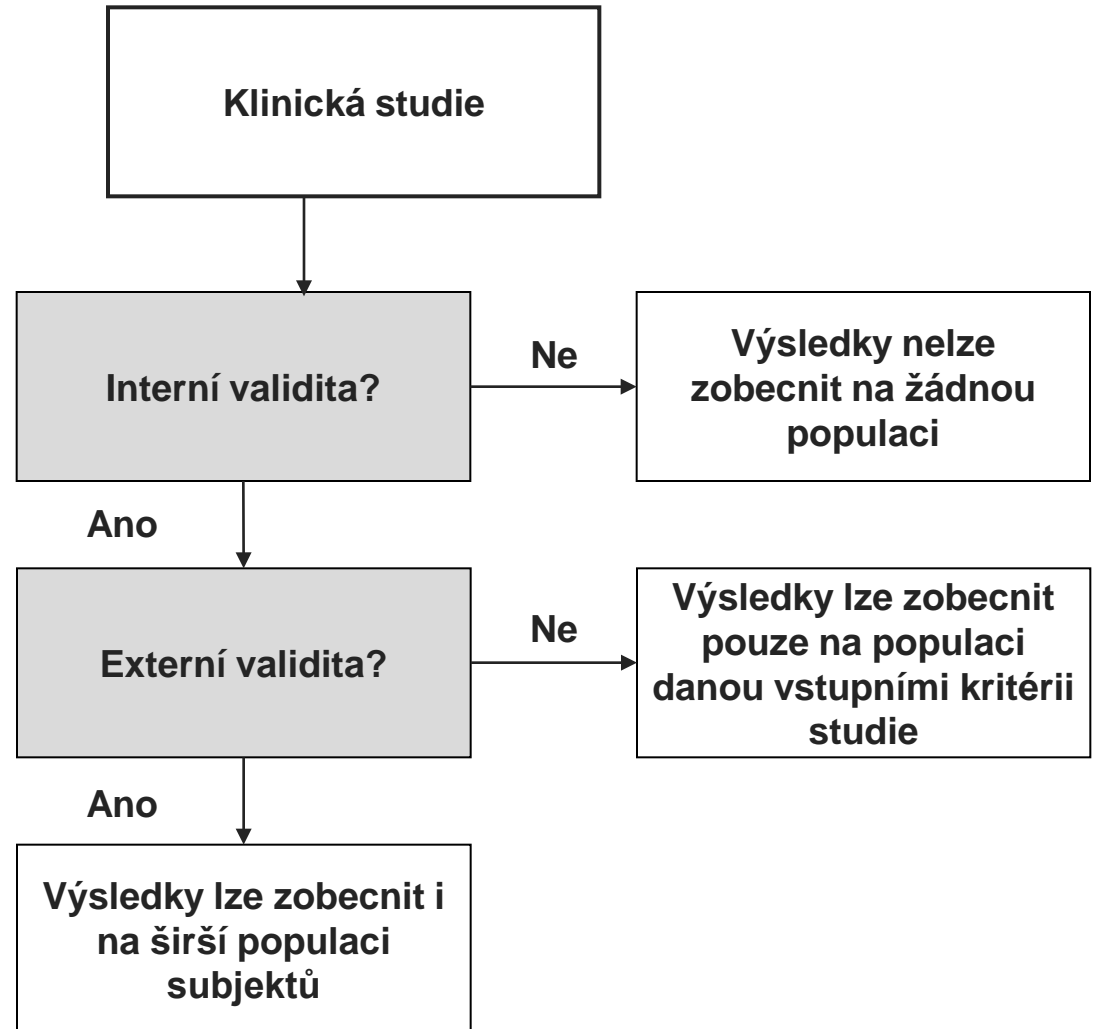 Klinická studie
Interní validita?
Ne
Výsledky nelze
zobecnit na žádnou
populaci
Ano
Externí validita?
Ne
Výsledky lze zobecnit
pouze na populaci
danou vstupními kritérii
studie
Ano
Výsledky lze zobecnit i
na širší populaci
subjektů